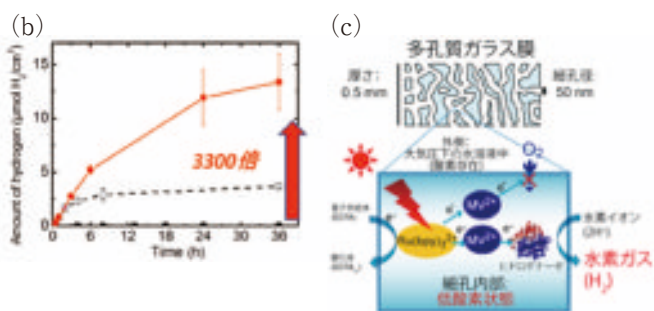 (b)
Amount of hydrogen (μmol H₂/cm²)
15
10
5
0
0 6 12 18 24 30 36
Time (h)
3300倍
(c)
多孔質ガラス膜
厚さ:
0.5 mm
細孔径:
50 nm
外側:
大気圧下の水溶液中
(酸素存在)
O₂
e⁻
e⁻
e⁻
水素イオン
(2H⁺)
水素ガス
(H₂)
細孔内部:
低酸素状態